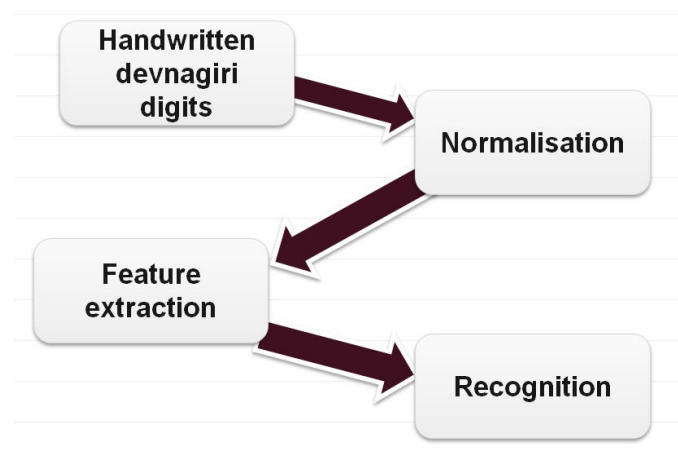 Handwritten
devnagiri
digits
Normalisation
Feature
extraction
Recognition